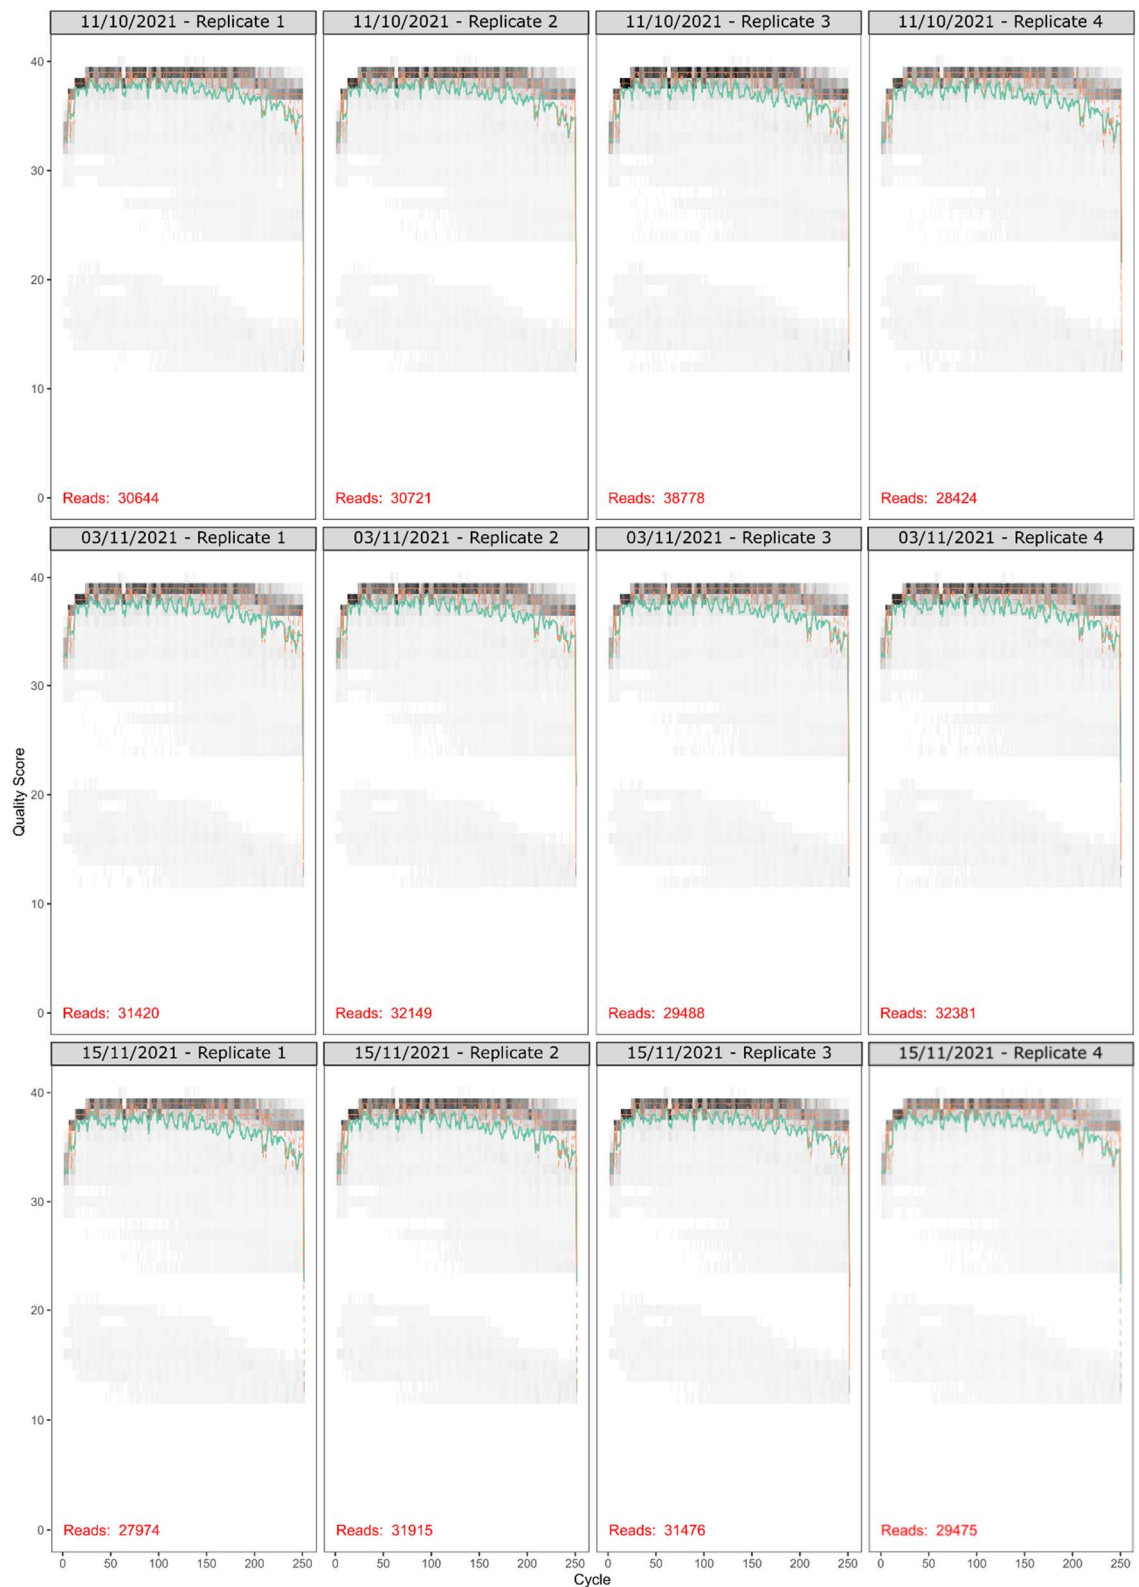 11/10/2021 - Replicate 1
11/10/2021 - Replicate 2
11/10/2021 - Replicate 3
11/10/2021 - Replicate 4
40
30
20
10
0
Reads: 30644
Reads: 30721
Reads: 38778
Reads: 28424
03/11/2021 - Replicate 1
03/11/2021 - Replicate 2
03/11/2021 - Replicate 3
03/11/2021 - Replicate 4
40
30
20
10
0
Quality Score
Reads: 31420
Reads: 32149
Reads: 29488
Reads: 32381
15/11/2021 - Replicate 1
15/11/2021 - Replicate 2
15/11/2021 - Replicate 3
15/11/2021 - Replicate 4
40
30
20
10
0
Reads: 27974
Reads: 31915
Reads: 31476
Reads: 29475
0 50 100 150 200 250
0 50 100 150 200 250
0 50 100 150 200 250
0 50 100 150 200 250
Cycle